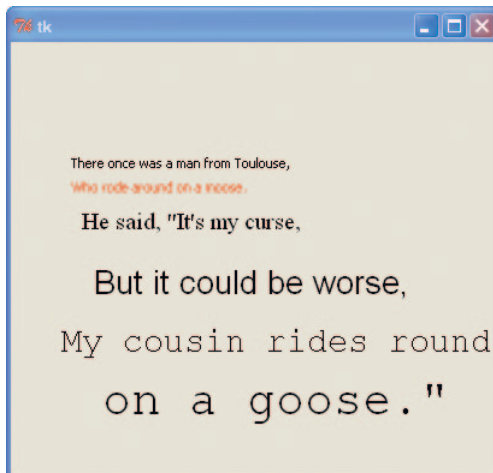 tk
There once was a man from Toulouse,
Who rode around on a moose.
He said, "It's my curse,
But it could be worse,
My cousin rides round
on a goose."